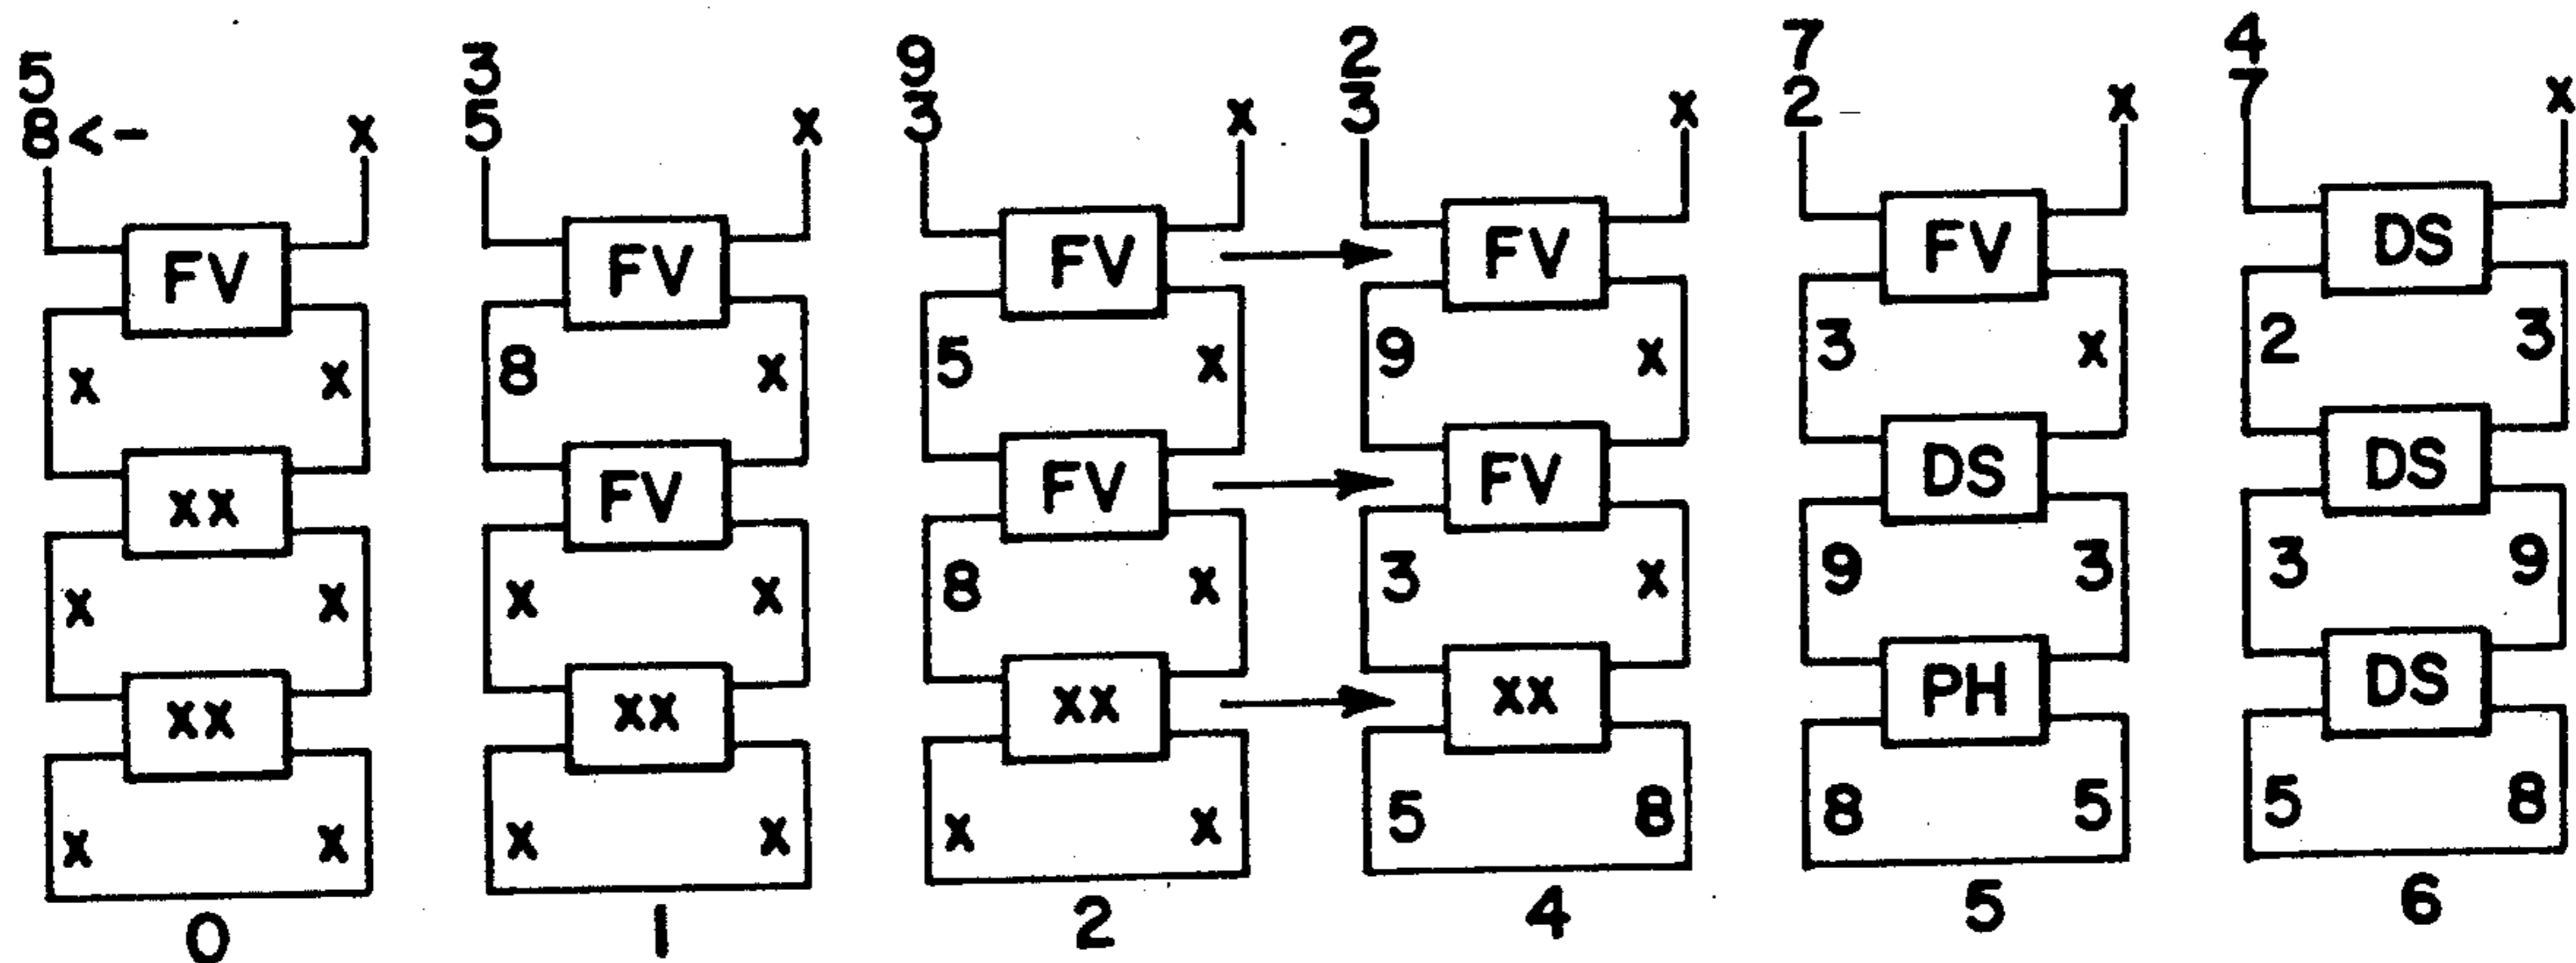 5 3 9 2 7 4
8<- x 5 x 3 x 3 x 2 x 7 x
FV FV FV FV FV DS
x x 8 x 5 x 9 x 3 x 2 3
xx FV FV FV DS DS
x x x x 8 x 3 x 9 3 3 9
xx xx xx xx PH DS
x x x x x x 5 8 8 5 5 8
0 1 2 4 5 6